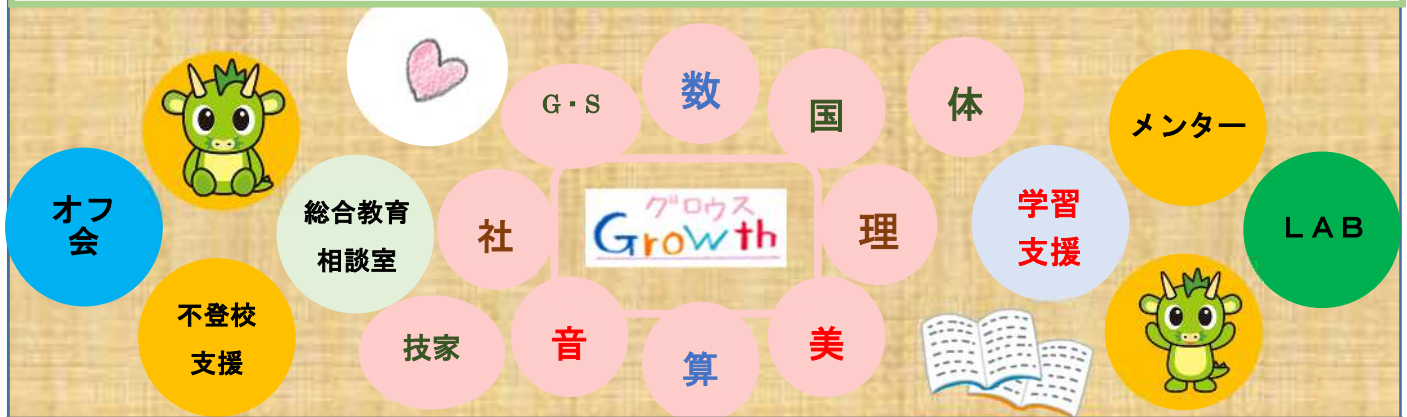 オフ
会
不登校
支援
総合教育
相談室
G・S
数
国
体
社
グロウス
Growth
理
技家
音
算
美
学習
支援
メンター
ＬＡＢ